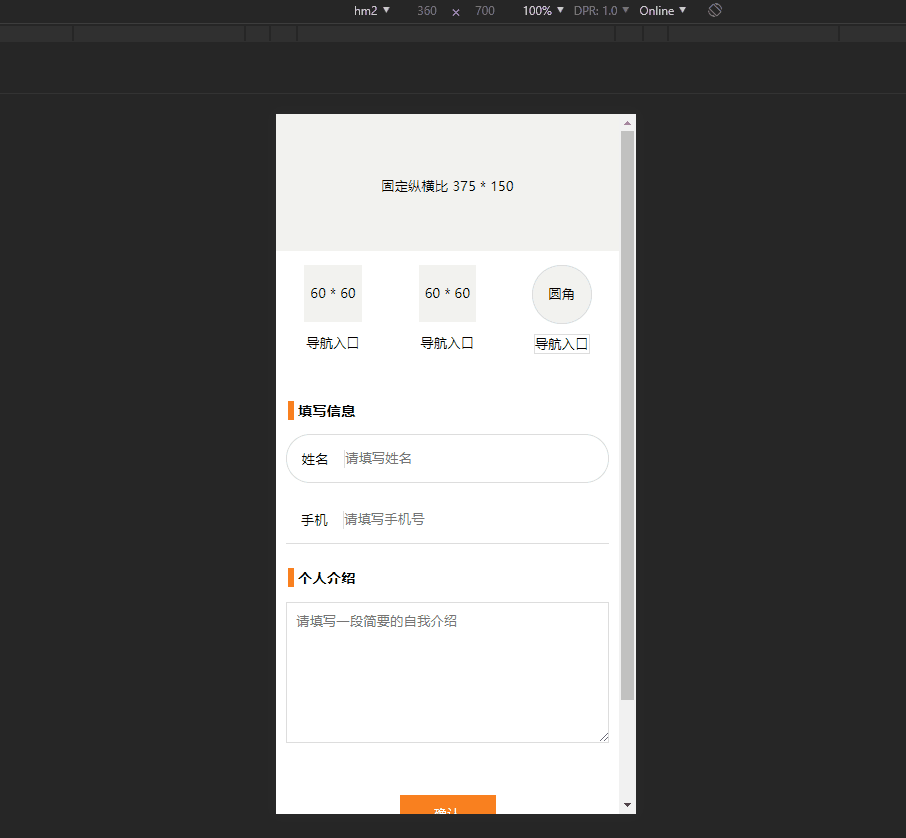 hm2 360 × 700 100% DPR: 1.0 Online
固定纵横比 375 * 150
60 * 60 60 * 60 圆角
导航入口 导航入口 导航入口
填写信息
姓名 请填写姓名
手机 请填写手机号
个人介绍
请填写一段简要的自我介绍
确认